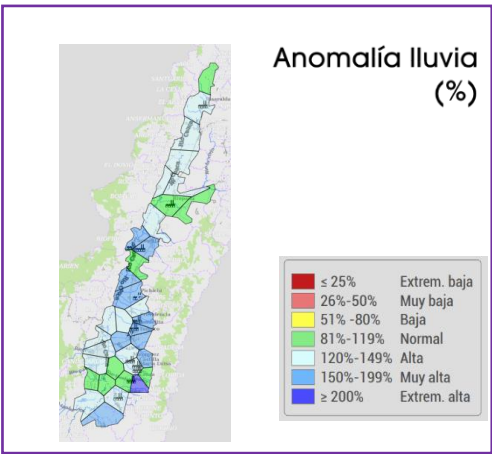 Anomalía lluvia
(%)
≤ 25% Extrem. baja
26%-50% Muy baja
51% -80% Baja
81%-119% Normal
120%-149% Alta
150%-199% Muy alta
≥ 200% Extrem. alta